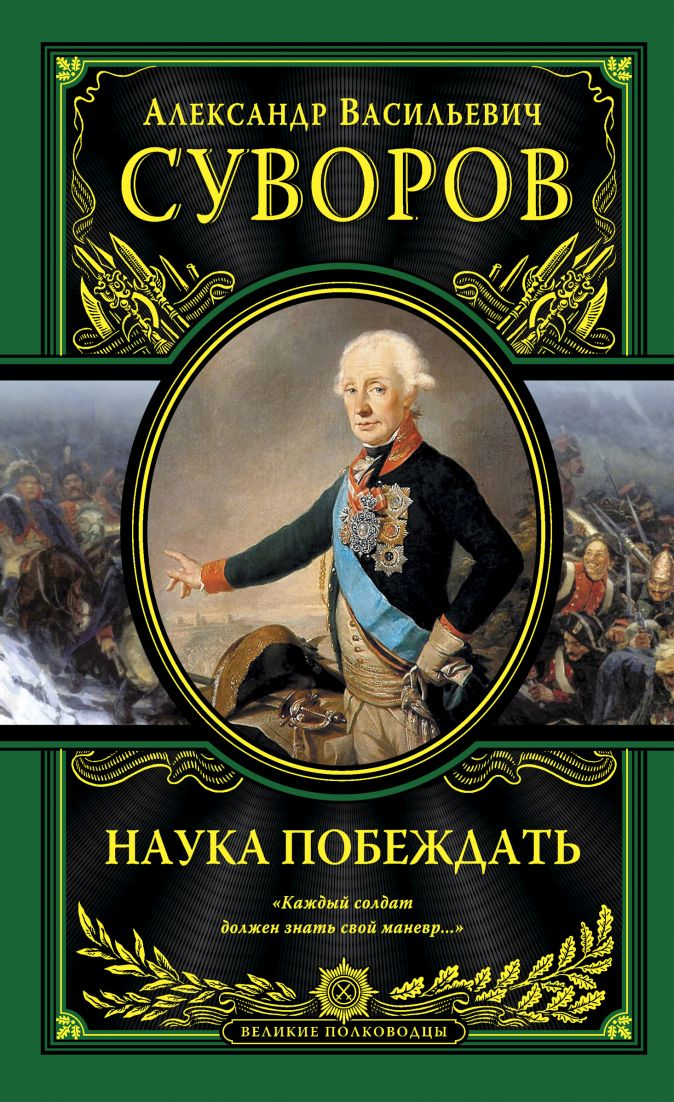 Александр Васильевич
Суворов
Наука побеждать
«Каждый солдат
должен знать свой маневр...»
ВЕЛИКИЕ ПОЛКОВОДЦЫ